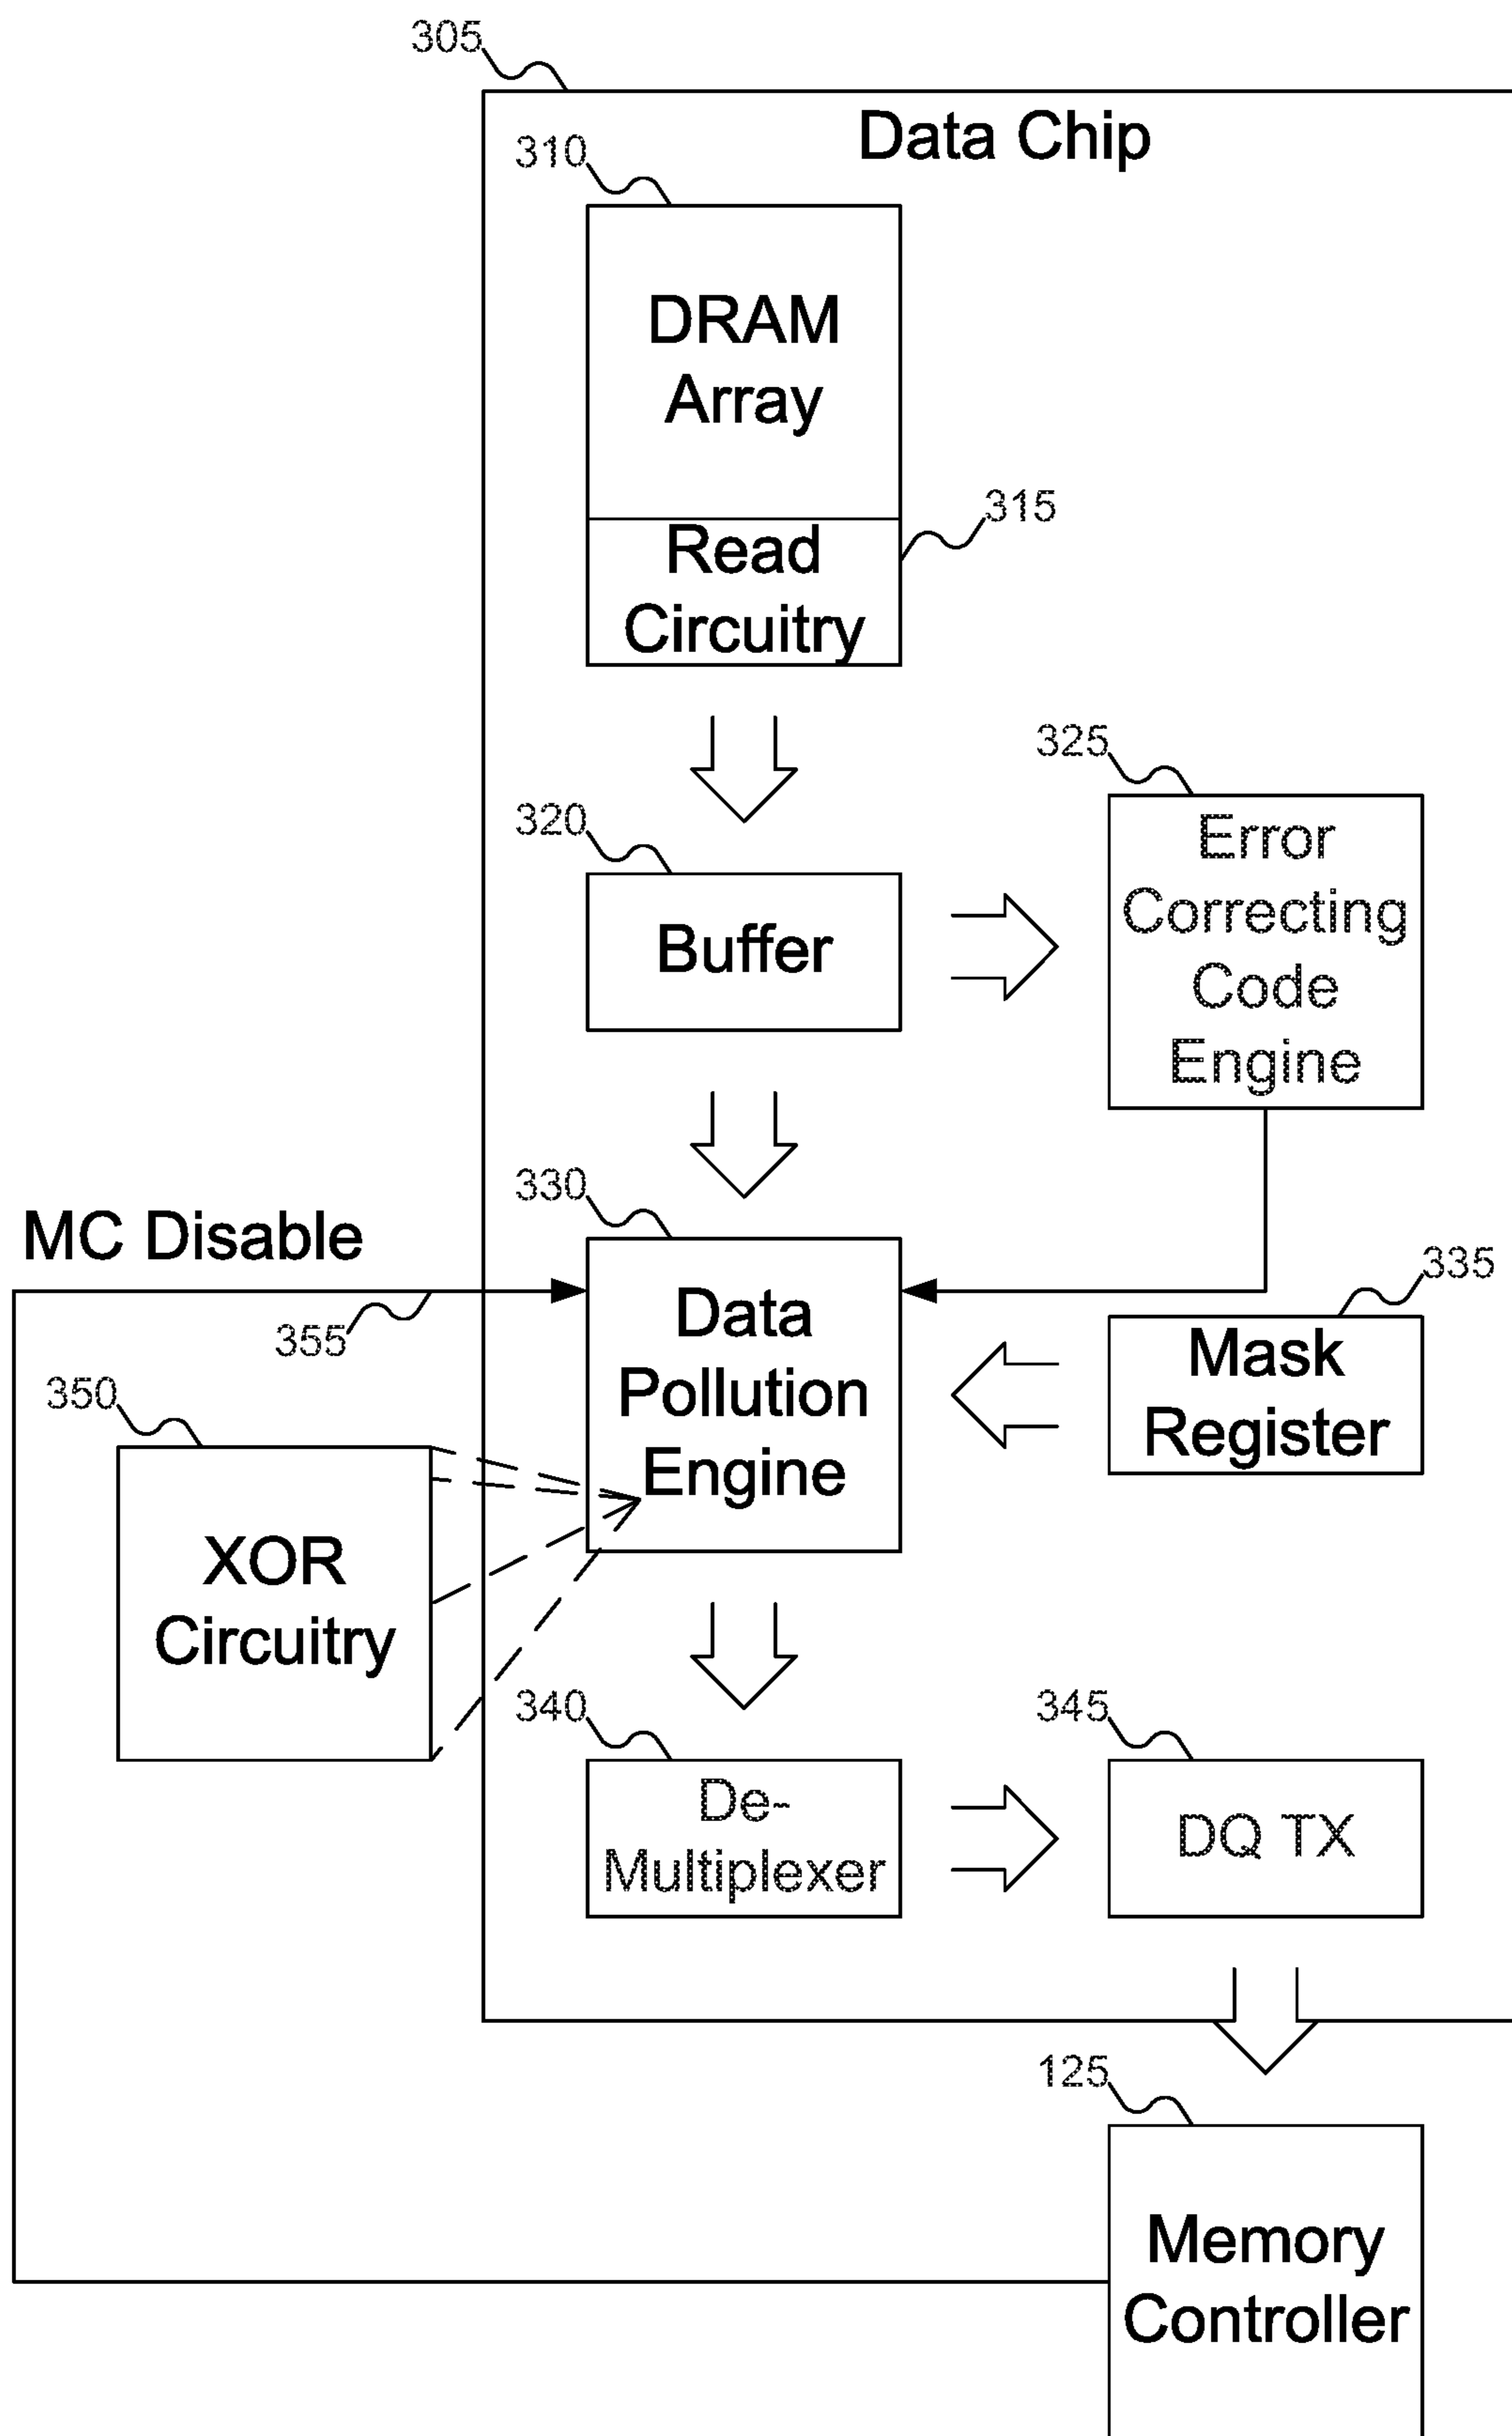 305
Data Chip
310
DRAM
Array
315
Read
Circuitry
325
320
Error
Correcting
Code
Engine
Buffer
330
MC Disable
335
355
Data
Pollution
Engine
Mask
Register
350
XOR
Circuitry
340
345
De-
Multiplexer
DQ TX
125
Memory
Controller